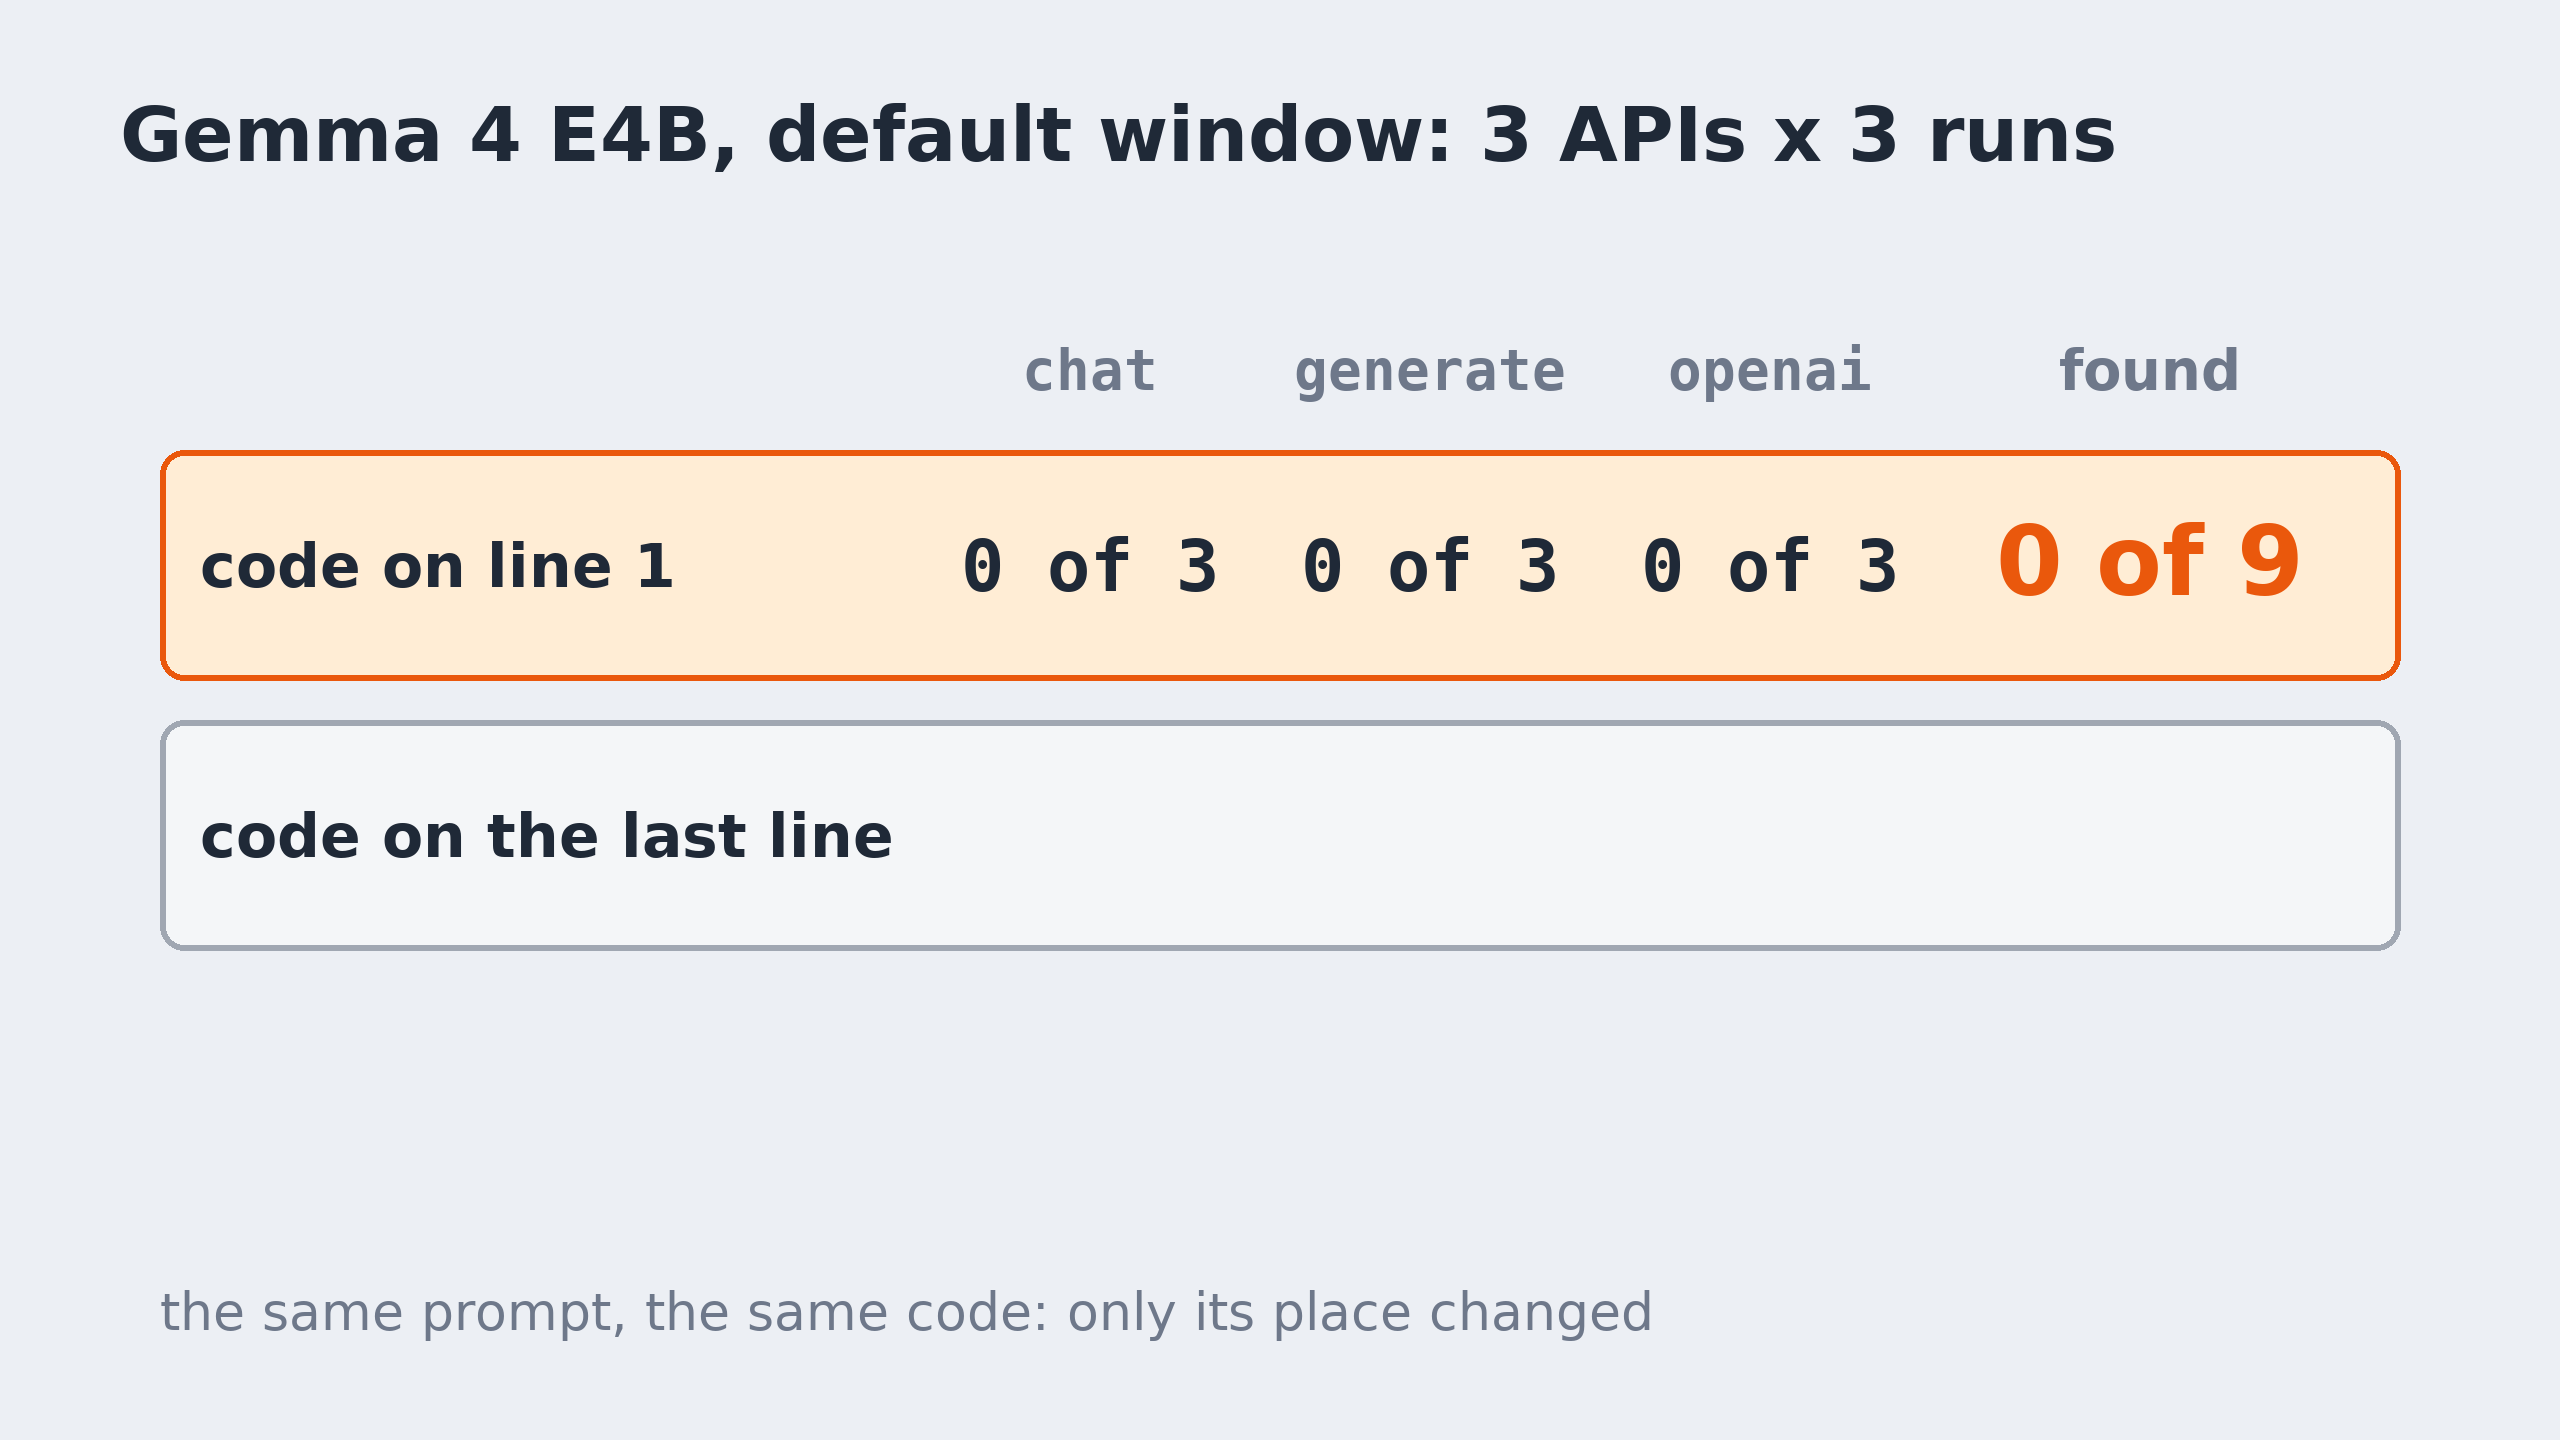 Gemma 4 E4B, default window: 3 APIs x 3 runs
chat generate openai found
code on line 1 0 of 3 0 of 3 0 of 3 0 of 9
code on the last line
the same prompt, the same code: only its place changed